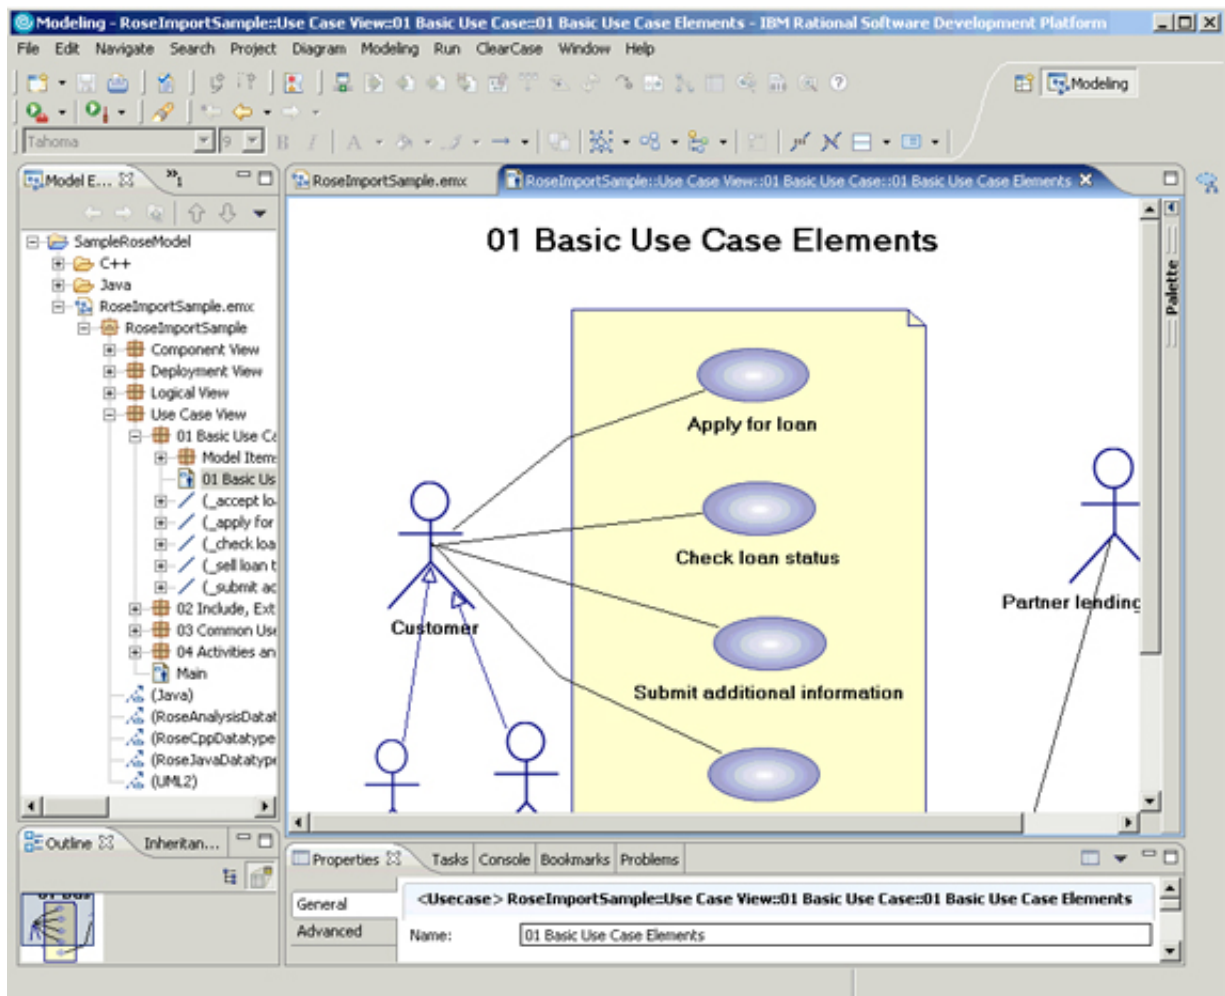 Modeling - RoseImportSample::Use Case View::01 Basic Use Case::01 Basic Use Case Elements - IBM Rational Software Development Platform
File Edit Navigate Search Project Diagram Modeling Run ClearCase Window Help
Modeling
Tahoma 9 B I A
Model E... »1
RoseImportSample.emx RoseImportSample::Use Case View::01 Basic Use Case::01 Basic Use Case Elements
SampleRoseModel
C++
Java
RoseImportSample.emx
RoseImportSample
Component View
Deployment View
Logical View
Use Case View
01 Basic Use Ca
Model Items
01 Basic Us
(_accept lo
(_apply for
(_check loa
(_sell loan t
(_submit ac
02 Include, Ext
03 Common Use
04 Activities an
Main
(Java)
(RoseAnalysisDatat
(RoseCppDatatype
(RoseJavaDatatype
(UML2)
01 Basic Use Case Elements
Palette
Apply for loan
Check loan status
Customer
Partner lending
Submit additional information
Outline Inheritan...
Properties Tasks Console Bookmarks Problems
General
Advanced
<Usecase> RoseImportSample::Use Case View::01 Basic Use Case::01 Basic Use Case Elements
Name: 01 Basic Use Case Elements